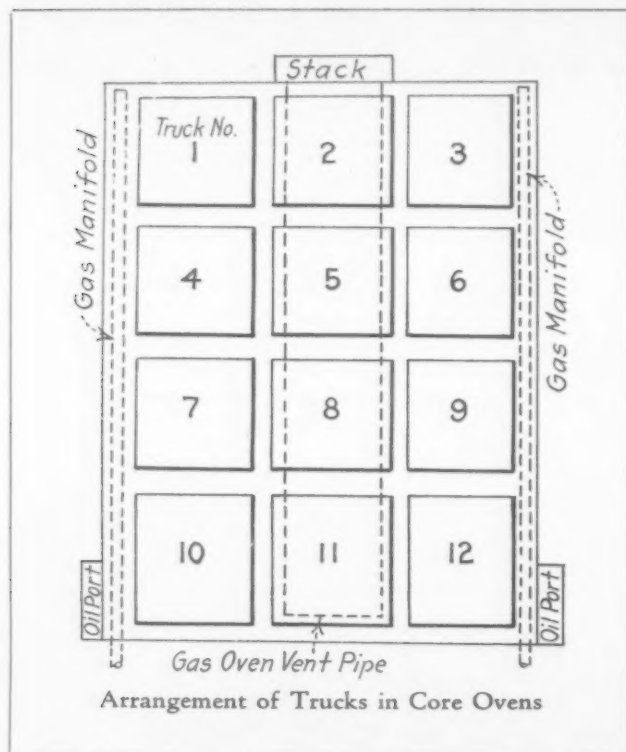 Stack
Gas Manifold
Truck No.
1
2
3
Gas Manifold
4
5
6
7
8
9
10
11
12
Oil Port
Oil Port
Gas Oven Vent Pipe
Arrangement of Trucks in Core Ovens